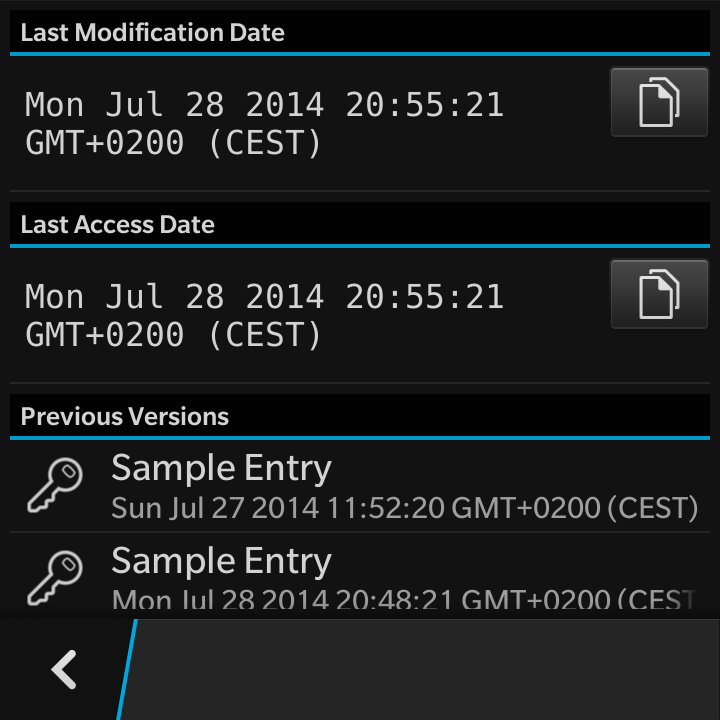 Last Modification Date
Mon Jul 28 2014 20:55:21
GMT+0200 (CEST)
Last Access Date
Mon Jul 28 2014 20:55:21
GMT+0200 (CEST)
Previous Versions
Sample Entry
Sun Jul 27 2014 11:52:20 GMT+0200 (CEST)
Sample Entry
Mon Jul 28 2014 20:48:21 GMT+0200 (CEST